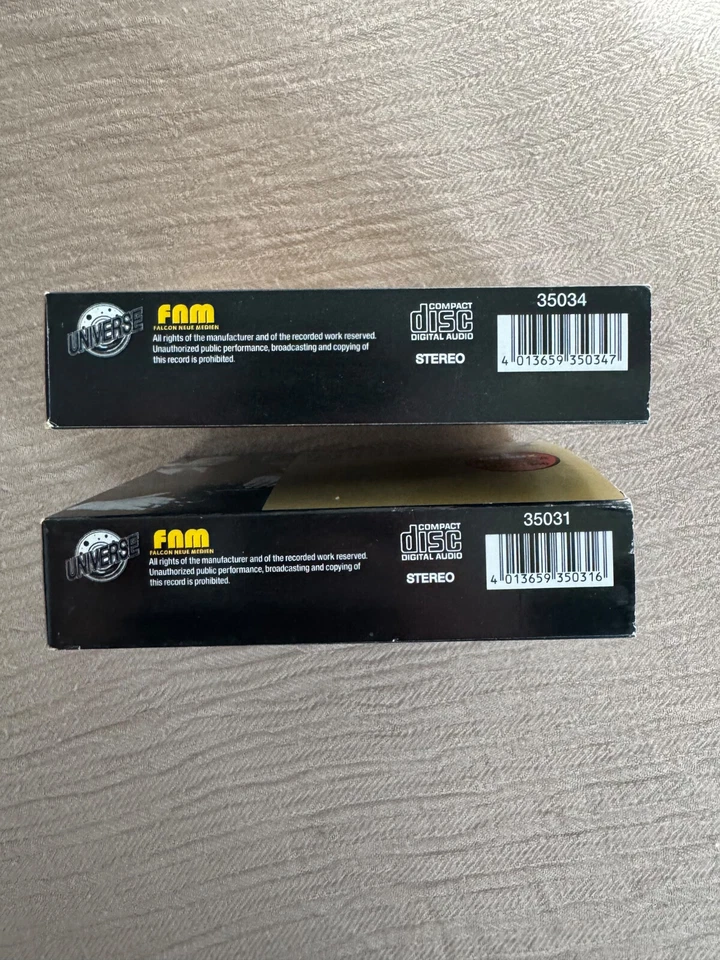 UNIVERSE
FNM
FALCON NEUE MEDIEN
All rights of the manufacturer and of the recorded work reserved.
Unauthorized public performance, broadcasting and copying of
this record is prohibited.
COMPACT
disc
DIGITAL AUDIO
STEREO
35034
4 013659 350347
UNIVERSE
FNM
FALCON NEUE MEDIEN
All rights of the manufacturer and of the recorded work reserved.
Unauthorized public performance, broadcasting and copying of
this record is prohibited.
COMPACT
disc
DIGITAL AUDIO
STEREO
35031
4 013659 350316